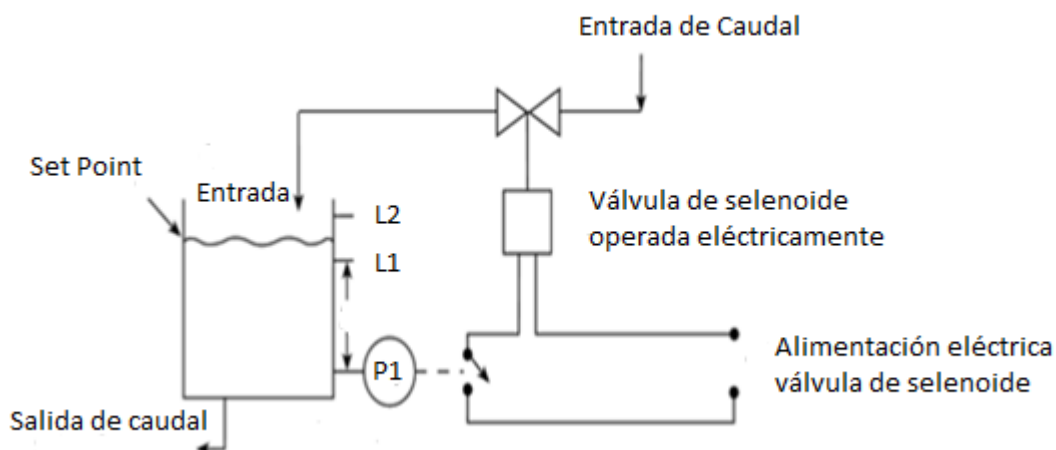 Entrada de Caudal
Set Point
Entrada
L2
L1
Válvula de selenoide
operada eléctricamente
P1
Alimentación eléctrica
válvula de selenoide
Salida de caudal